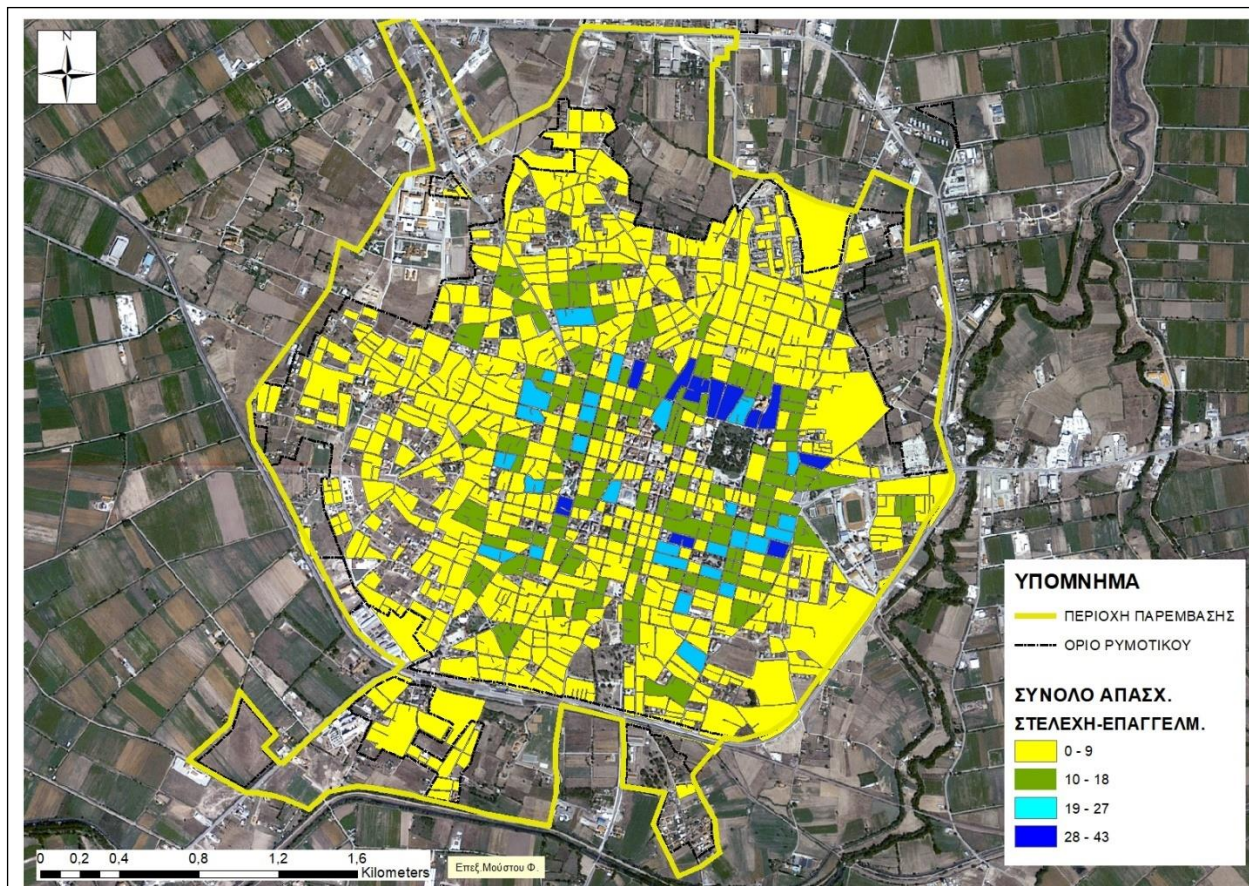 N
ΥΠΟΜΝΗΜΑ
ΠΕΡΙΟΧΗ ΠΑΡΕΜΒΑΣΗΣ
ΟΡΙΟ ΡΥΜΟΤΙΚΟΥ
ΣΥΝΟΛΟ ΑΠΑΣΧ.
ΣΤΕΛΕΧΗ-ΕΠΑΓΓΕΛΜ.
0 - 9
10 - 18
19 - 27
28 - 43
0 0,2 0,4 0,8 1,2 1,6
Kilometers
Επεξ.Μούστου Φ.